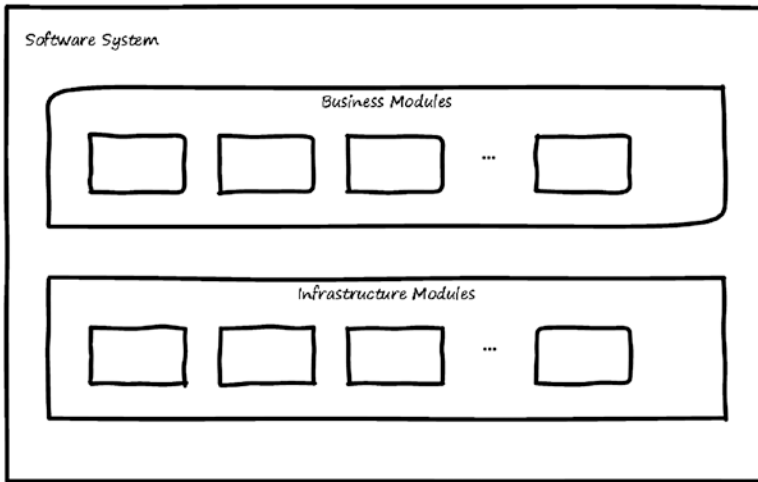 Software System
Business Modules
...
Infrastructure Modules
...